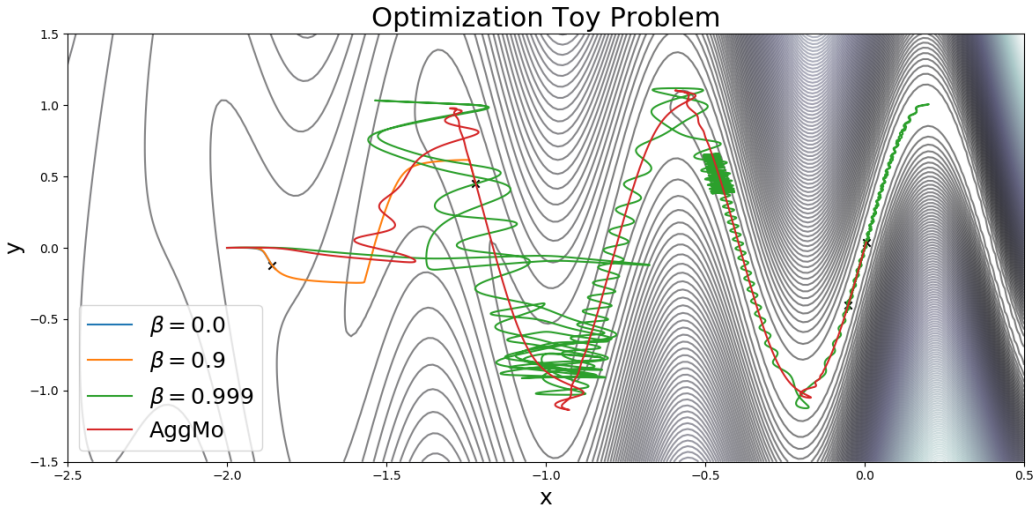 Optimization Toy Problem
y
1.5
1.0
0.5
0.0
−0.5
−1.0
−1.5
β = 0.0
β = 0.9
β = 0.999
AggMo
−2.5 −2.0 −1.5 −1.0 −0.5 0.0 0.5
x